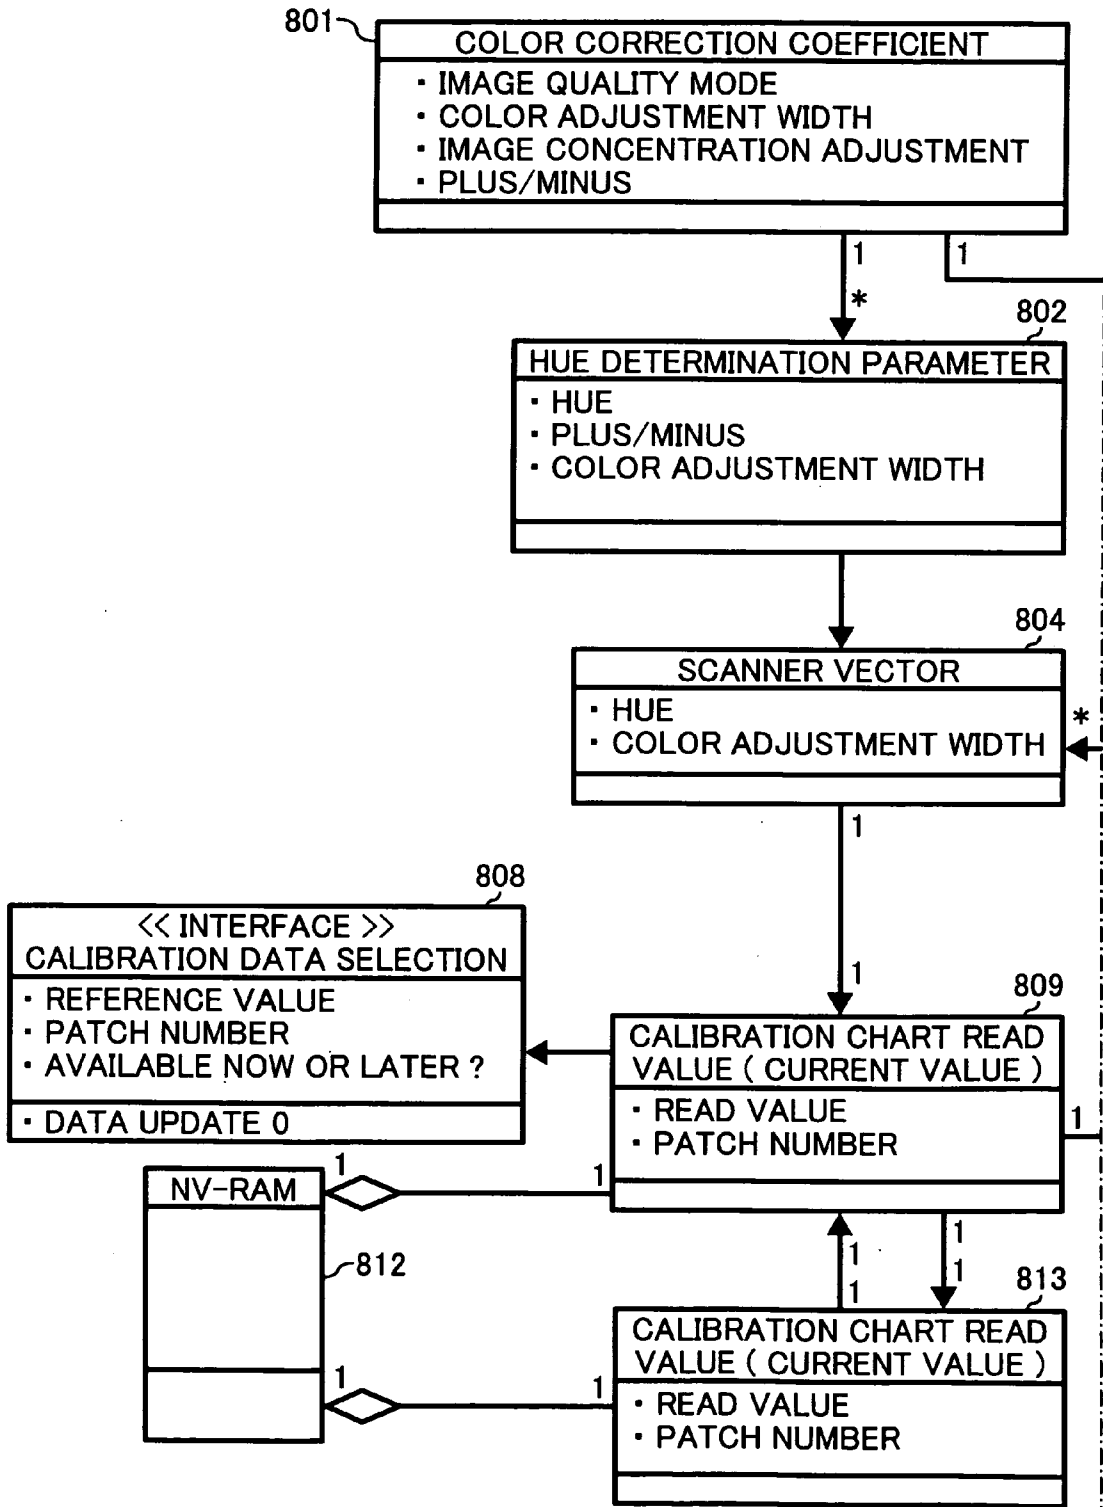 801
COLOR CORRECTION COEFFICIENT
· IMAGE QUALITY MODE
· COLOR ADJUSTMENT WIDTH
· IMAGE CONCENTRATION ADJUSTMENT
· PLUS/MINUS
1
1
*
802
HUE DETERMINATION PARAMETER
· HUE
· PLUS/MINUS
· COLOR ADJUSTMENT WIDTH
804
SCANNER VECTOR
· HUE
· COLOR ADJUSTMENT WIDTH
*
1
808
<< INTERFACE >>
CALIBRATION DATA SELECTION
· REFERENCE VALUE
· PATCH NUMBER
· AVAILABLE NOW OR LATER ?
· DATA UPDATE 0
1
809
CALIBRATION CHART READ
VALUE ( CURRENT VALUE )
· READ VALUE
· PATCH NUMBER
1
1
1
NV-RAM
812
1
1
1
1
813
CALIBRATION CHART READ
VALUE ( CURRENT VALUE )
· READ VALUE
· PATCH NUMBER
1
1